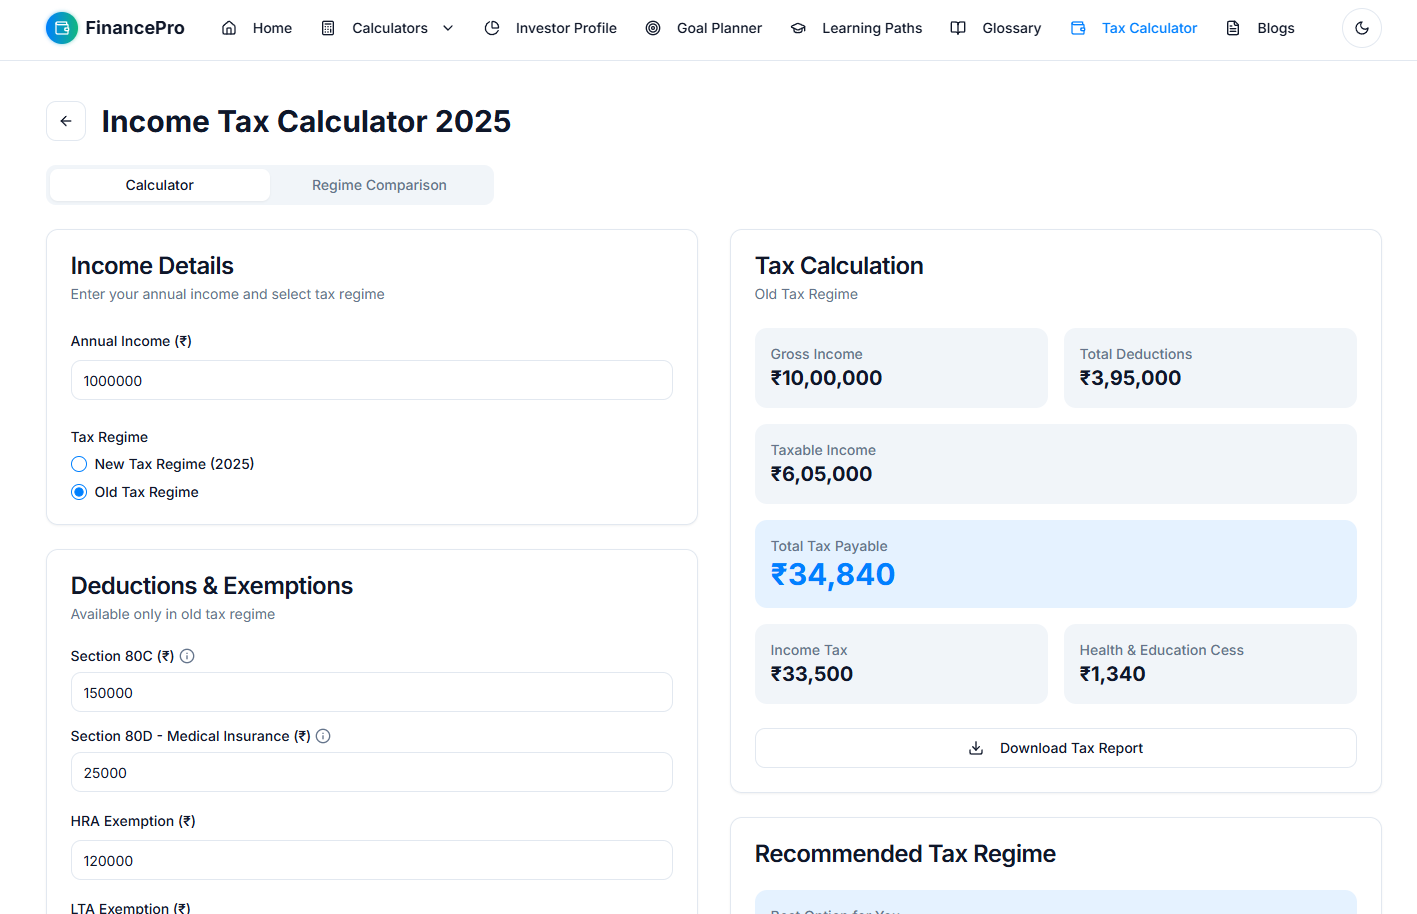 FinancePro Home Calculators Investor Profile Goal Planner Learning Paths Glossary Tax Calculator Blogs
Income Tax Calculator 2025
Calculator Regime Comparison
Income Details
Enter your annual income and select tax regime
Annual Income (₹)
1000000
Tax Regime
New Tax Regime (2025)
Old Tax Regime
Deductions & Exemptions
Available only in old tax regime
Section 80C (₹)
150000
Section 80D - Medical Insurance (₹)
25000
HRA Exemption (₹)
120000
LTA Exemption (₹)
Tax Calculation
Old Tax Regime
Gross Income
₹10,00,000
Total Deductions
₹3,95,000
Taxable Income
₹6,05,000
Total Tax Payable
₹34,840
Income Tax
₹33,500
Health & Education Cess
₹1,340
Download Tax Report
Recommended Tax Regime
Best Option for You